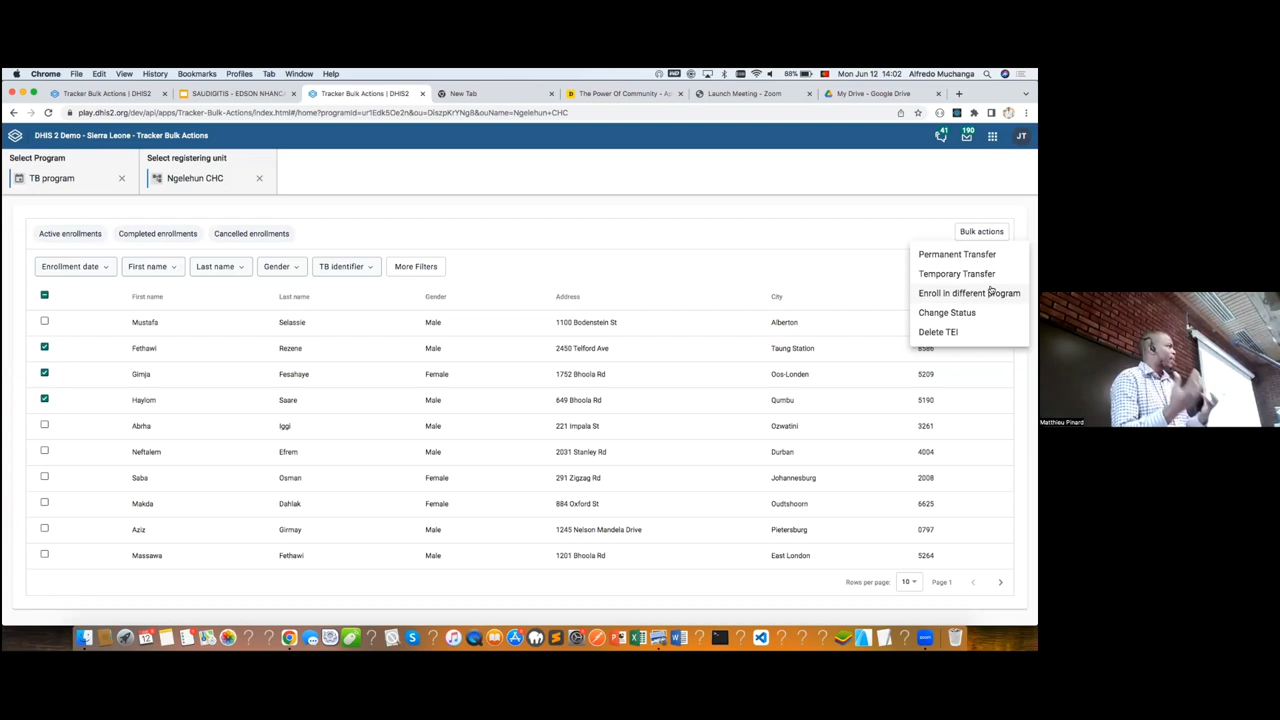 Chrome File Edit View History Bookmarks Profiles Tab Window Help 88% Mon Jun 12 14:02 Alfredo Muchanga
Tracker Bulk Actions | DHIS2 SAUDIGITIS - EDSON NHANC Tracker Bulk Actions | DHIS2 New Tab The Power Of Community - As Launch Meeting - Zoom My Drive - Google Drive
play.dhis2.org/dev/api/apps/Tracker-Bulk-Actions/index.html#/home?programId=ur1Edk5Oe2n&ou=DiszpKrYNg8&ouName=Ngelehun+CHC
DHIS 2 Demo - Sierra Leone - Tracker Bulk Actions 41 190 JT
Select Program Select registering unit
TB program Ngelehun CHC
Active enrollments Completed enrollments Cancelled enrollments Bulk actions
Permanent Transfer
Temporary Transfer
Enroll in different program
Change Status
Delete TEI
Enrollment date First name Last name Gender TB identifier More Filters
First name Last name Gender Address City
Mustafa Selassie Male 1100 Bodenstein St Alberton
Fethawi Rezene Male 2450 Telford Ave Taung Station 8586
Gimja Fesahaye Female 1752 Bhoola Rd Oos-Londen 5209
Haylom Saare Male 649 Bhoola Rd Qumbu 5190
Abrha Iggi Male 221 Impala St Ozwatini 3261
Neftalem Efrem Male 2031 Stanley Rd Durban 4004
Saba Osman Female 291 Zigzag Rd Johannesburg 2008
Makda Dahlak Female 884 Oxford St Oudtshoorn 6625
Aziz Girmay Male 1245 Nelson Mandela Drive Pietersburg 0797
Massawa Fethawi Male 1201 Bhoola Rd East London 5264
Rows per page: 10 Page 1
Matthieu Pinard